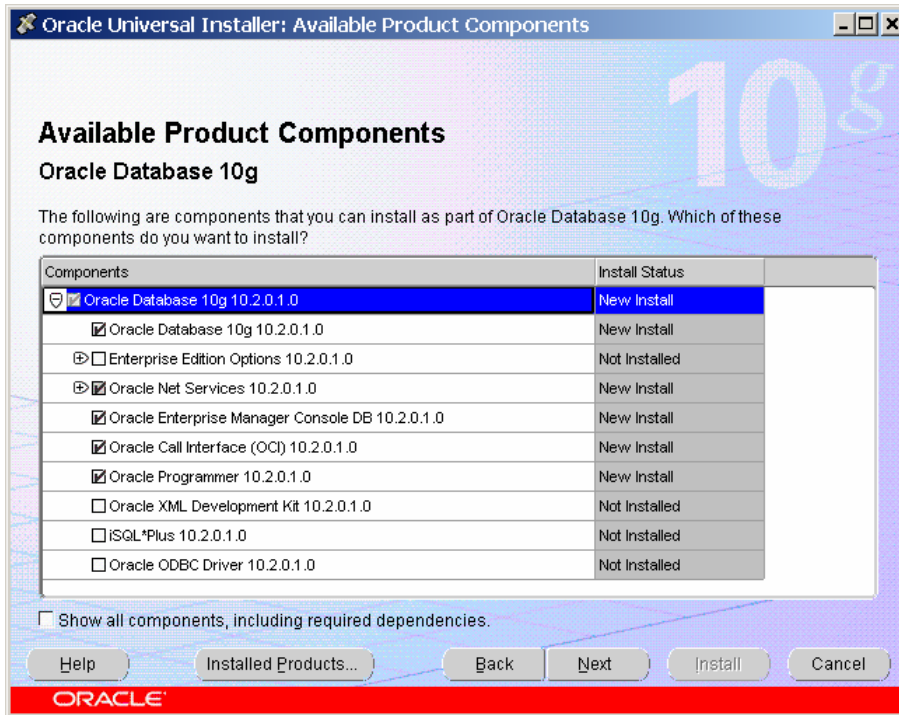 Oracle Universal Installer: Available Product Components
10g
Available Product Components
Oracle Database 10g
The following are components that you can install as part of Oracle Database 10g. Which of these
components do you want to install?
Components Install Status
Oracle Database 10g 10.2.0.1.0 New Install
Oracle Database 10g 10.2.0.1.0 New Install
Enterprise Edition Options 10.2.0.1.0 Not Installed
Oracle Net Services 10.2.0.1.0 New Install
Oracle Enterprise Manager Console DB 10.2.0.1.0 New Install
Oracle Call Interface (OCI) 10.2.0.1.0 New Install
Oracle Programmer 10.2.0.1.0 New Install
Oracle XML Development Kit 10.2.0.1.0 Not Installed
iSQL*Plus 10.2.0.1.0 Not Installed
Oracle ODBC Driver 10.2.0.1.0 Not Installed
Show all components, including required dependencies.
Help Installed Products... Back Next Install Cancel
ORACLE